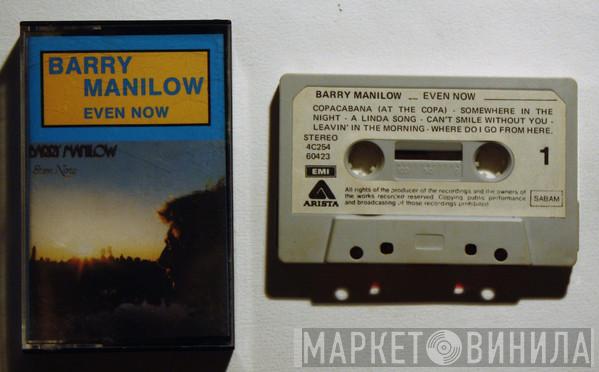 BARRY
MANILOW
EVEN NOW
BARRY MANILOW
Even Now
BARRY MANILOW __ EVEN NOW
COPACABANA (AT THE COPA) - SOMEWHERE IN THE
NIGHT - A LINDA SONG - CAN'T SMILE WITHOUT YOU -
LEAVIN' IN THE MORNING - WHERE DO I GO FROM HERE.
STEREO
4C254
60423
1
EMI
ARISTA
All rights of the producer of the recordings and the owners of
the works recorded reserved. Copying, public performance
and broadcasting of those recordings prohibited.
SABAM
МАРКЕТ ВИНИЛА